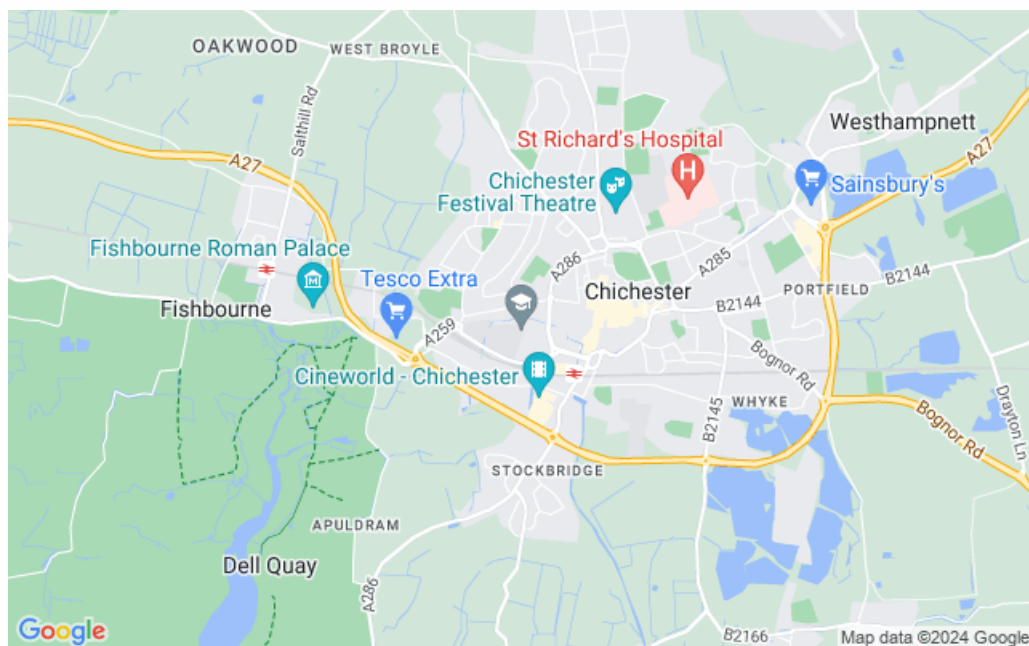 OAKWOOD
WEST BROYLE
Salthill Rd
A27
Westhampnett
A27
St Richard's Hospital
H
Chichester
Festival Theatre
Sainsbury's
Fishbourne Roman Palace
M
Tesco Extra
A286
A285
B2144
Fishbourne
Chichester
B2144
PORTFIELD
A259
Cineworld - Chichester
Bognor Rd
WHYKE
B2145
Bognor Rd
Drayton Ln
STOCKBRIDGE
APULDRAM
Dell Quay
A286
B2166
Google
Map data ©2024 Google